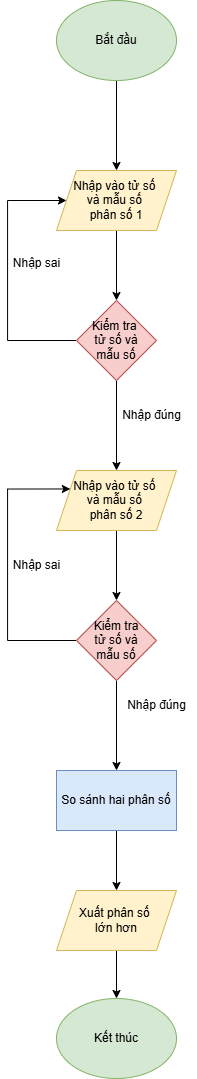 Bắt đầu
Nhập vào tử số
và mẫu số
phân số 1
Nhập sai
Kiểm tra
tử số và
mẫu số
Nhập đúng
Nhập vào tử số
và mẫu số
phân số 2
Nhập sai
Kiểm tra
tử số và
mẫu số
Nhập đúng
So sánh hai phân số
Xuất phân số
lớn hơn
Kết thúc